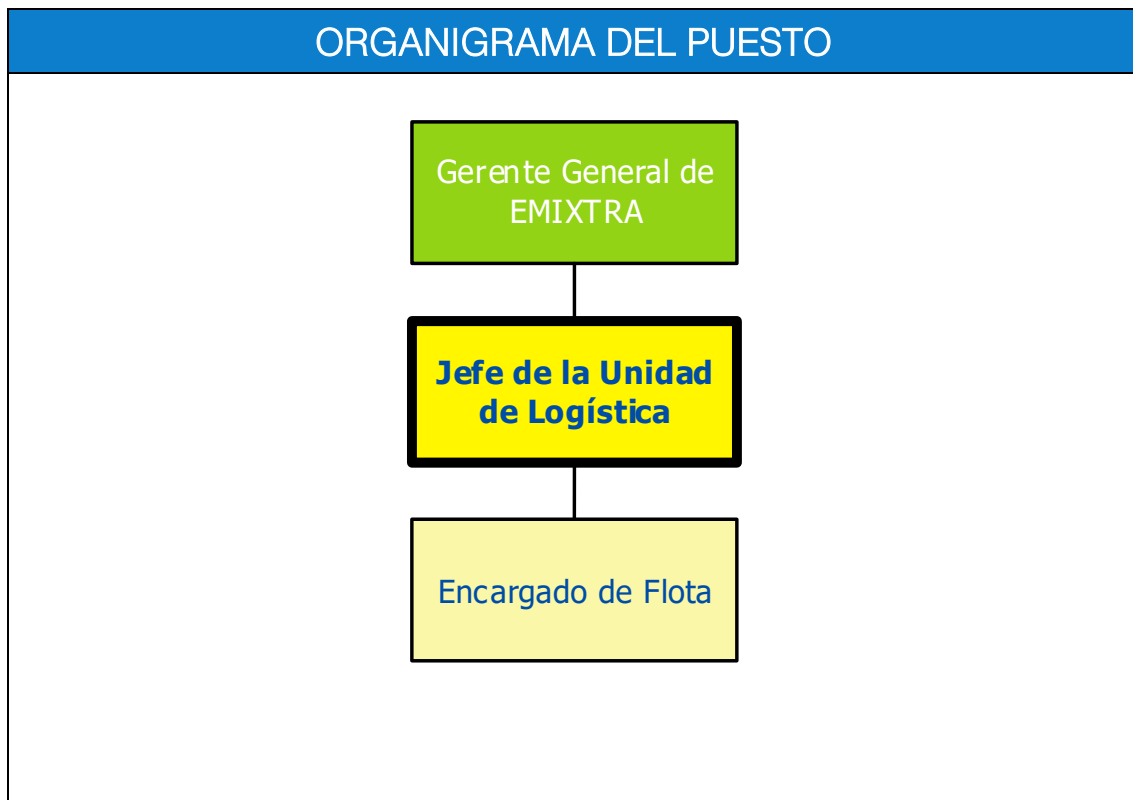 ORGANIGRAMA DEL PUESTO
Gerente General de
EMIXTRA
Jefe de la Unidad
de Logística
Encargado de Flota